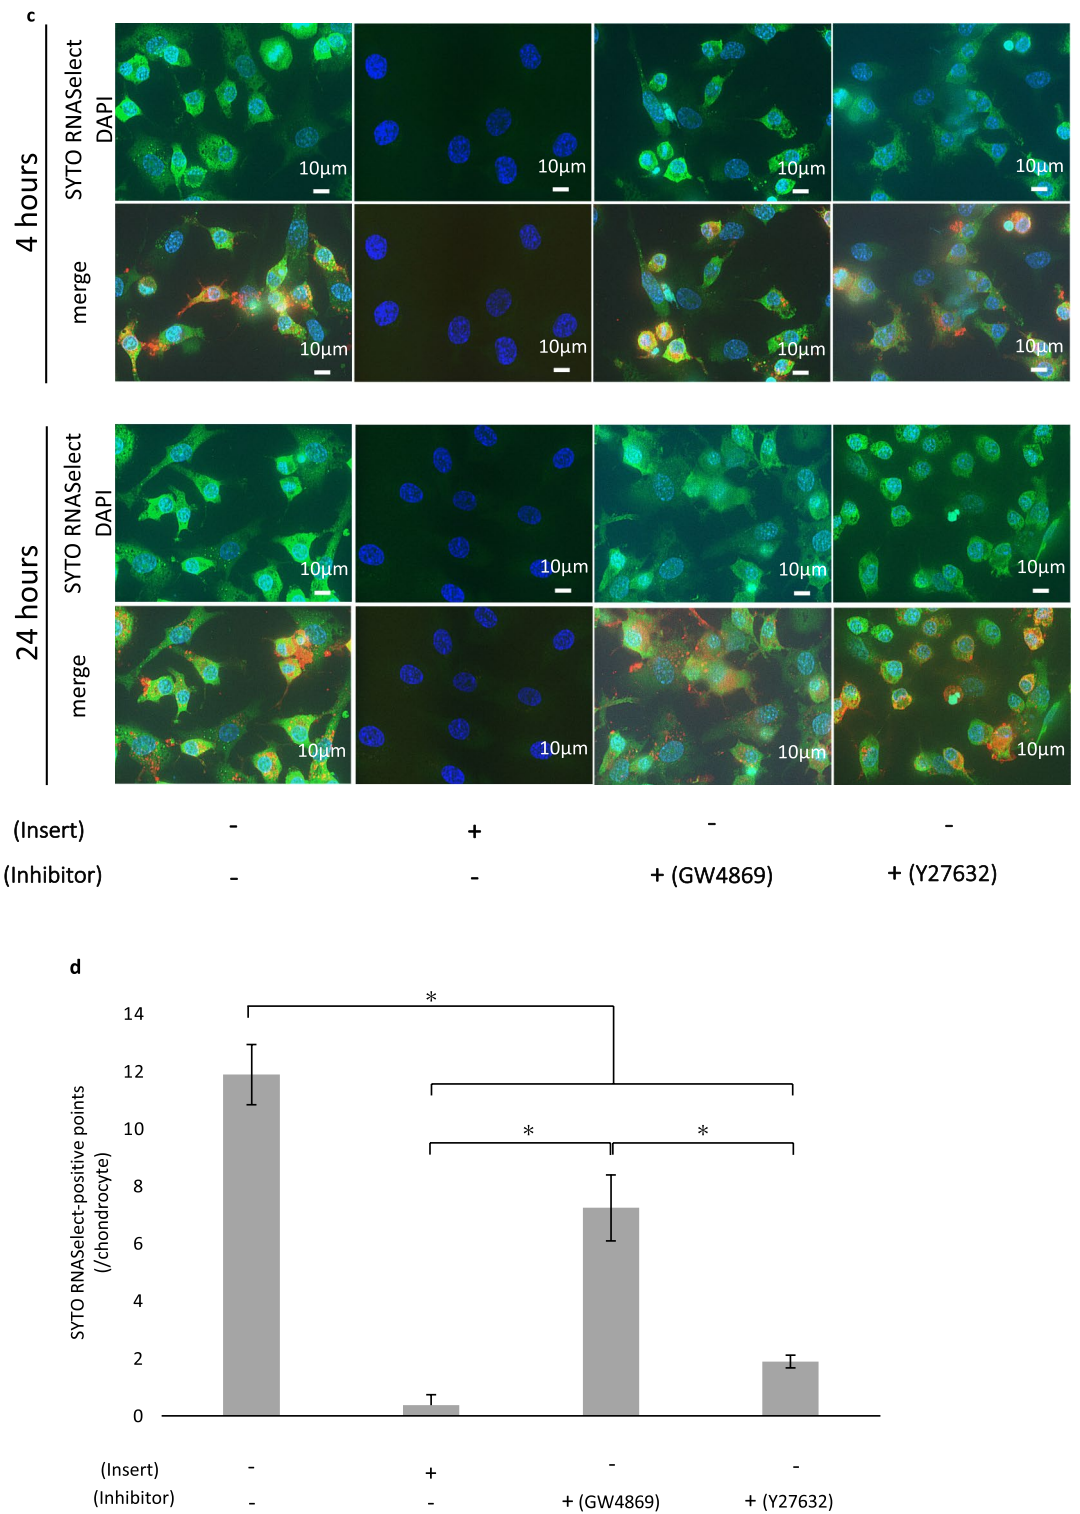 c
4 hours
SYTO RNASelect
DAPI
10μm 10μm 10μm 10μm
merge
10μm 10μm 10μm 10μm
24 hours
SYTO RNASelect
DAPI
10μm 10μm 10μm 10μm
merge
10μm 10μm 10μm 10μm
(Insert) - + - -
(Inhibitor) - - + (GW4869) + (Y27632)
d
SYTO RNASelect-positive points
(/chondrocyte)
14
12
10
8
6
4
2
0
*
* *
(Insert) - + - -
(Inhibitor) - - + (GW4869) + (Y27632)